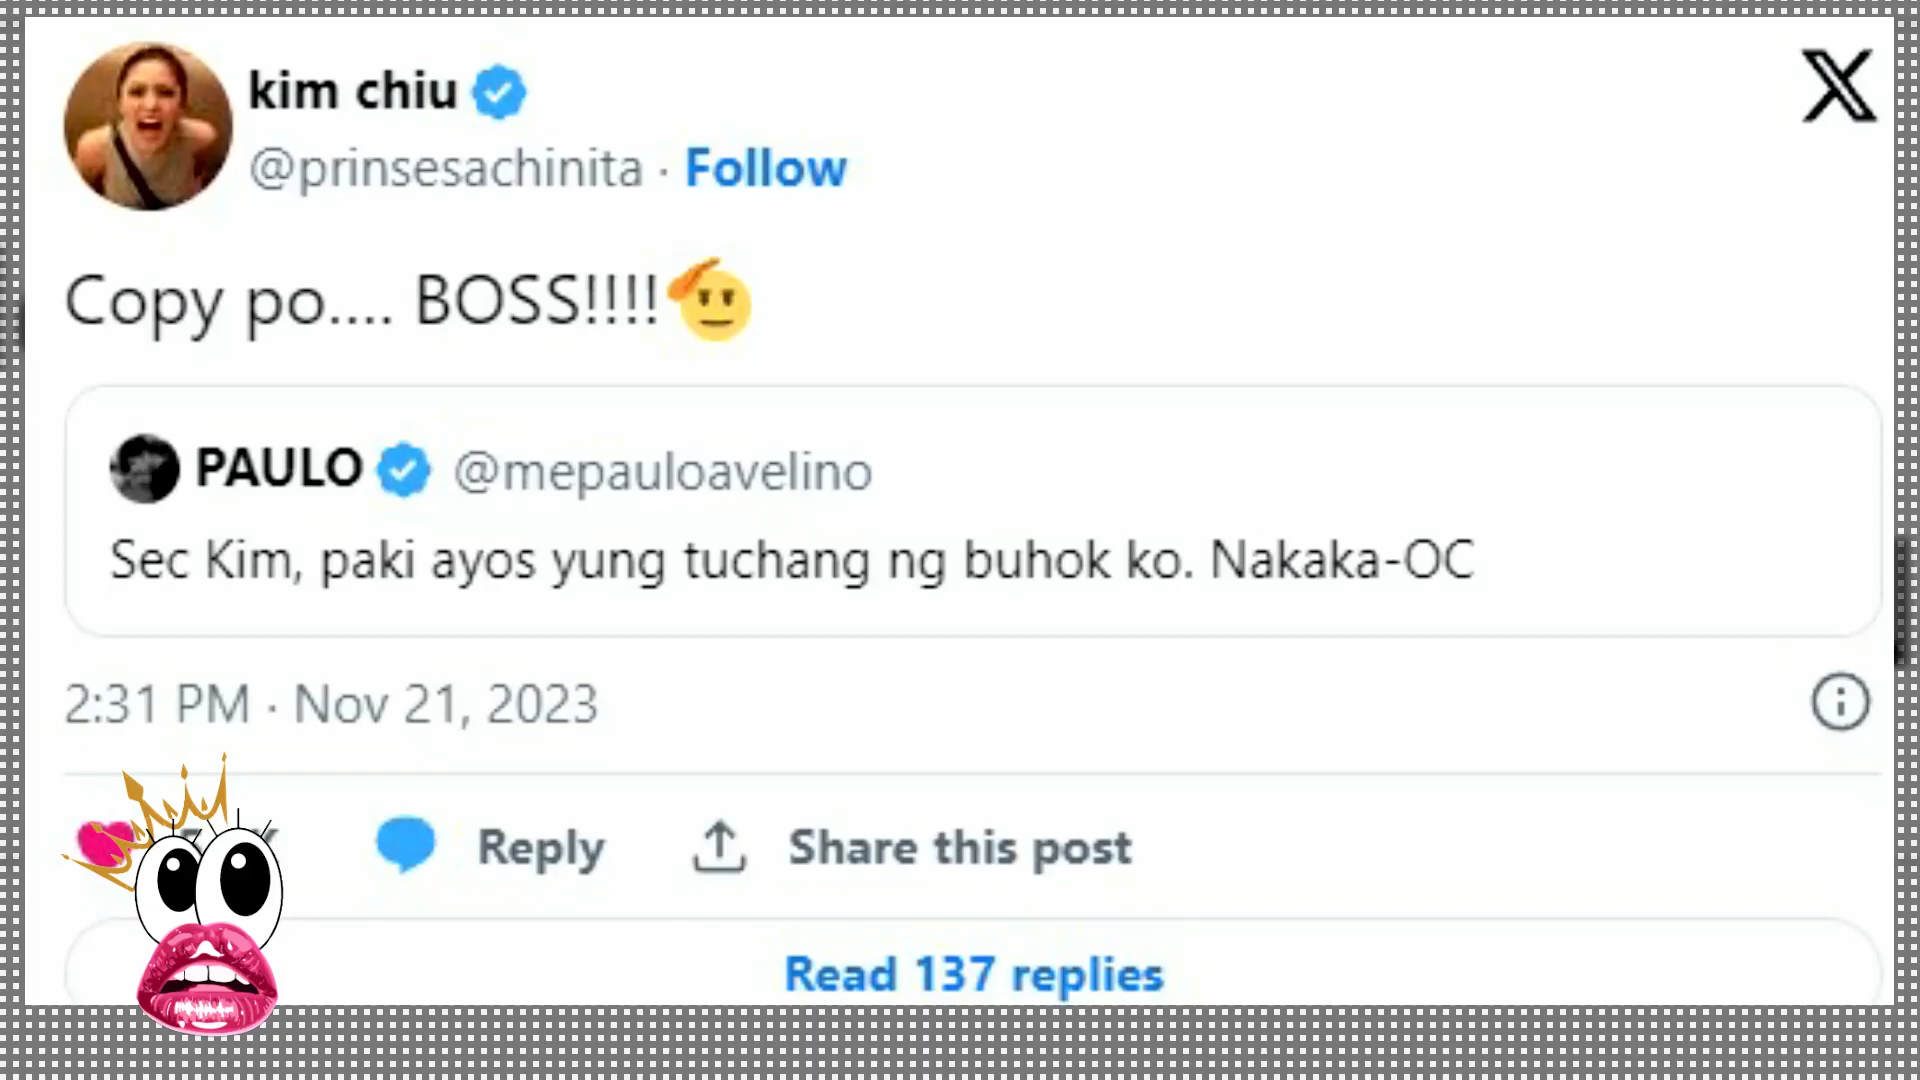 kim chiu
@prinsesachinita · Follow
Copy po.... BOSS!!!!🫡
PAULO @mepauloavelino
Sec Kim, paki ayos yung tuchang ng buhok ko. Nakaka-OC
2:31 PM · Nov 21, 2023
Reply Share this post
Read 137 replies